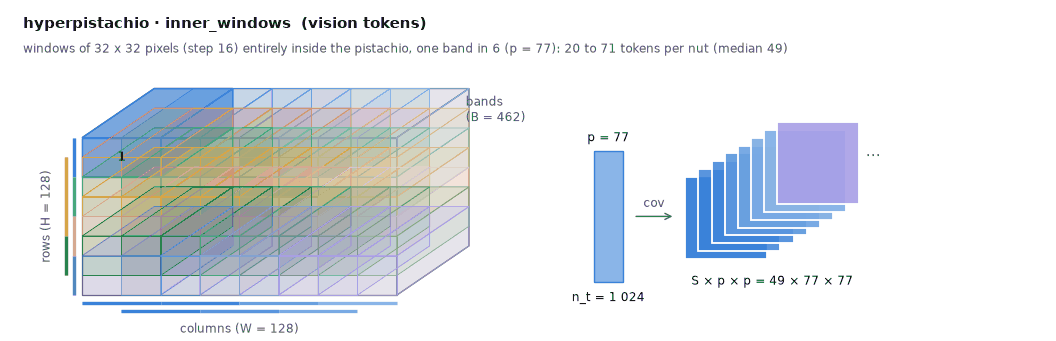 hyperpistachio · inner_windows (vision tokens)
windows of 32 x 32 pixels (step 16) entirely inside the pistachio, one band in 6 (p = 77): 20 to 71 tokens per nut (median 49)
bands
(B = 462)
1
rows (H = 128)
columns (W = 128)
p = 77
cov
n_t = 1 024
...
S × p × p = 49 × 77 × 77